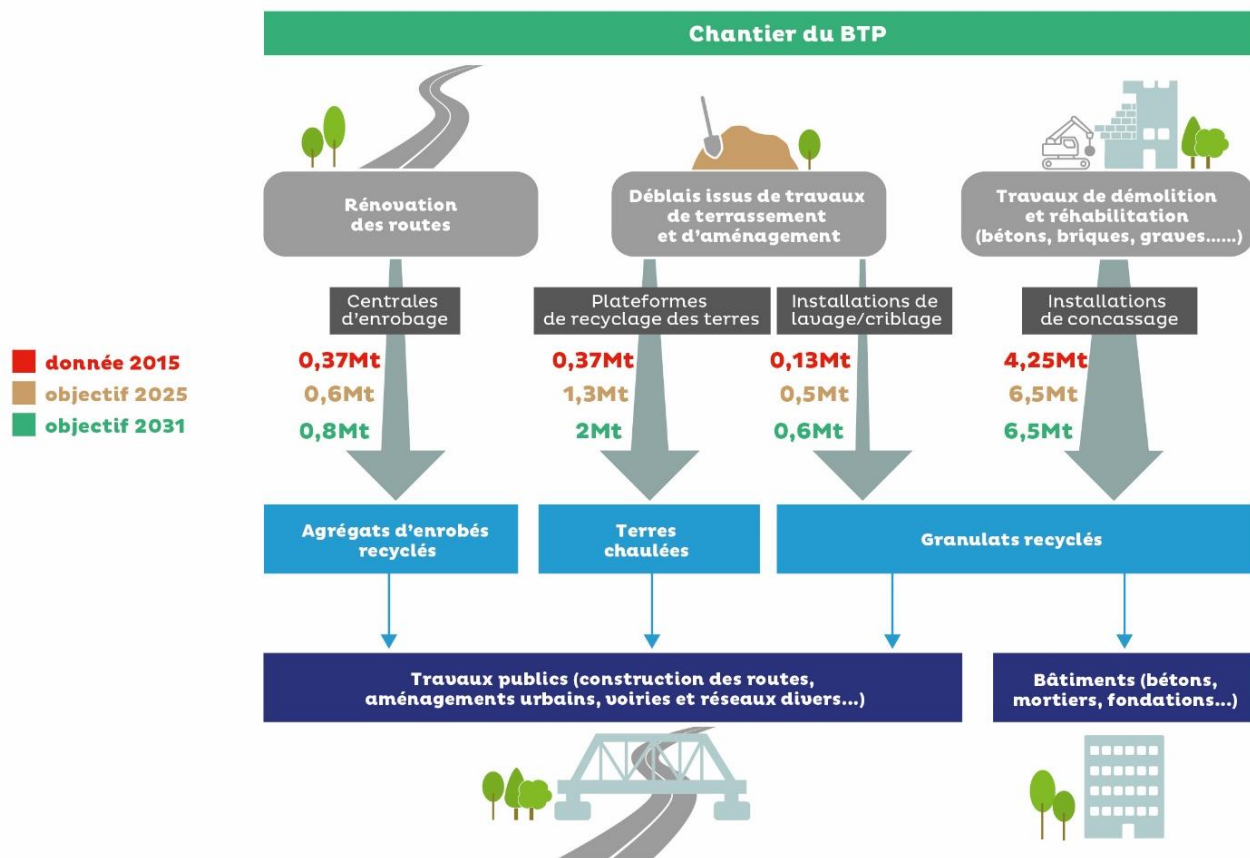 Chantier du BTP
Rénovation
des routes
Déblais issus de travaux
de terrassement
et d'aménagement
Travaux de démolition
et réhabilitation
(bétons, briques, graves......)
Centrales
d'enrobage
Plateformes
de recyclage des terres
Installations de
lavage/criblage
Installations
de concassage
donnée 2015
0,37Mt
0,37Mt
0,13Mt
4,25Mt
objectif 2025
0,6Mt
1,3Mt
0,5Mt
6,5Mt
objectif 2031
0,8Mt
2Mt
0,6Mt
6,5Mt
Agrégats d'enrobés
recyclés
Terres
chaulées
Granulats recyclés
Travaux publics (construction des routes,
aménagements urbains, voiries et réseaux divers...)
Bâtiments (bétons,
mortiers, fondations...)